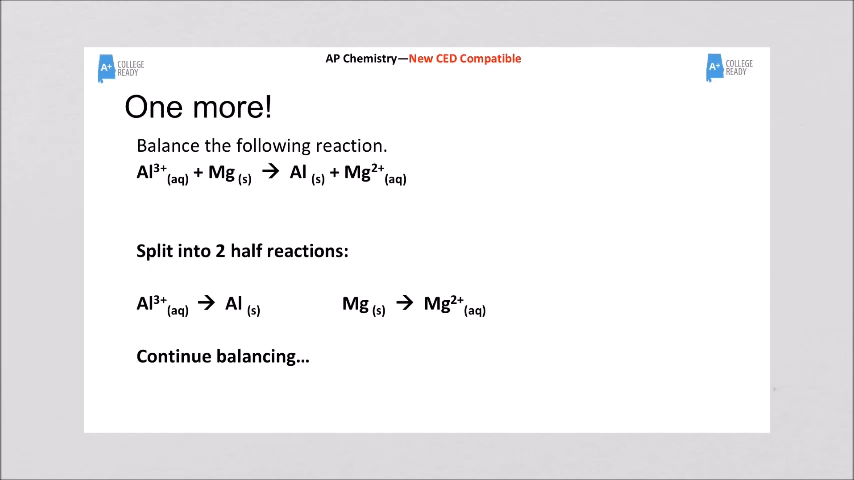 A+ COLLEGE READY
AP Chemistry—New CED Compatible
A+ COLLEGE READY
One more!
Balance the following reaction.
Al³⁺(aq) + Mg (s) → Al (s) + Mg²⁺(aq)
Split into 2 half reactions:
Al³⁺(aq) → Al (s) Mg (s) → Mg²⁺(aq)
Continue balancing…